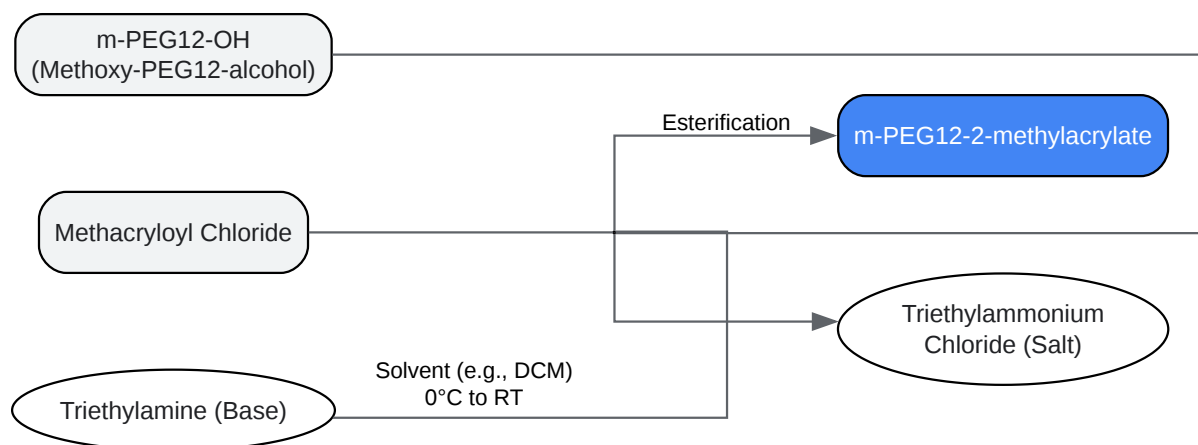 m-PEG12-OH
(Methoxy-PEG12-alcohol)
Esterification
m-PEG12-2-methylacrylate
Methacryloyl Chloride
Triethylammonium
Chloride (Salt)
Solvent (e.g., DCM)
0°C to RT
Triethylamine (Base)